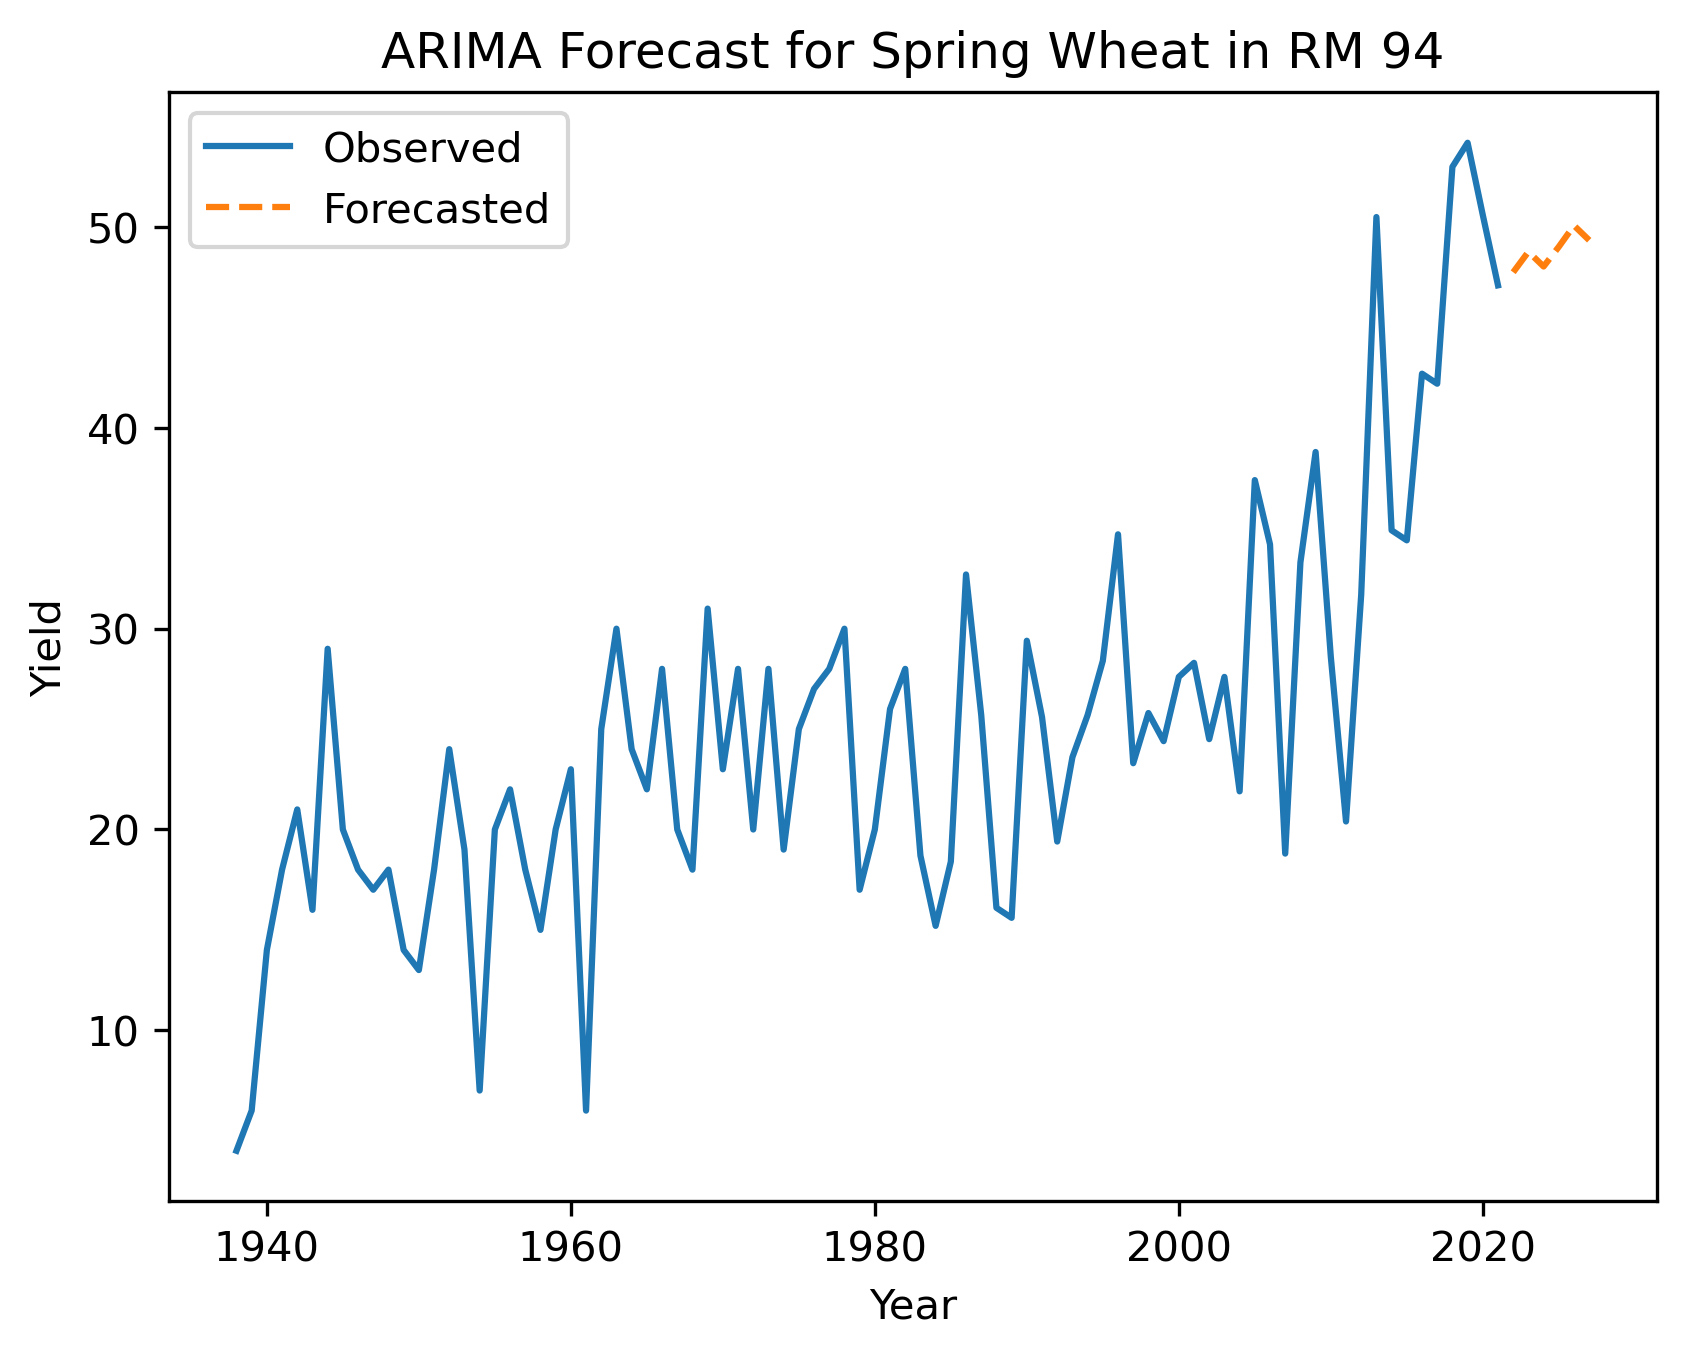 ARIMA Forecast for Spring Wheat in RM 94
Observed
Forecasted
50
40
30
20
10
Yield
1940 1960 1980 2000 2020
Year